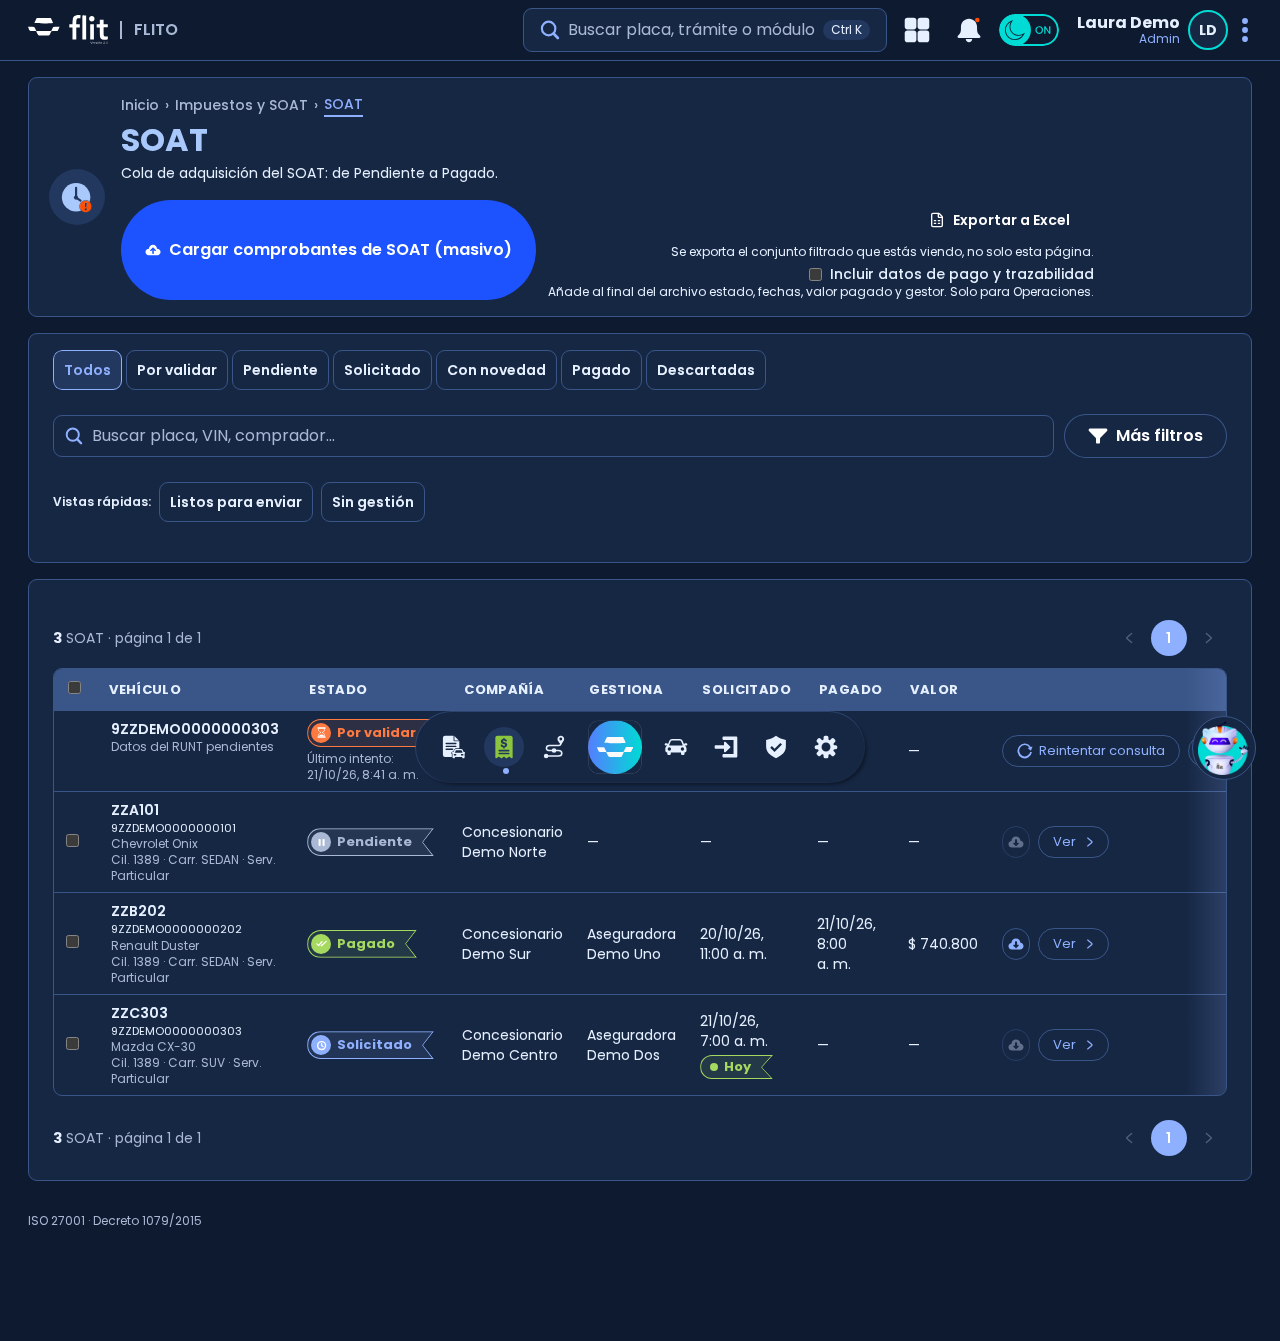 flit
FLITO
Buscar placa, trámite o módulo
Ctrl K
ON
Laura Demo
Admin
LD
Inicio › Impuestos y SOAT › SOAT
SOAT
Cola de adquisición del SOAT: de Pendiente a Pagado.
Cargar comprobantes de SOAT (masivo)
Exportar a Excel
Se exporta el conjunto filtrado que estás viendo, no solo esta página.
Incluir datos de pago y trazabilidad
Añade al final del archivo estado, fechas, valor pagado y gestor. Solo para Operaciones.
Todos
Por validar
Pendiente
Solicitado
Con novedad
Pagado
Descartadas
Buscar placa, VIN, comprador...
Más filtros
Vistas rápidas:
Listos para enviar
Sin gestión
3 SOAT · página 1 de 1
1
VEHÍCULO
ESTADO
COMPAÑÍA
GESTIONA
SOLICITADO
PAGADO
VALOR
9ZZDEMO0000000303
Datos del RUNT pendientes
Por validar
Último intento:
21/10/26, 8:41 a. m.
—
Reintentar consulta
ZZA101
9ZZDEMO0000000101
Chevrolet Onix
Cil. 1389 · Carr. SEDAN · Serv.
Particular
Pendiente
Concesionario
Demo Norte
—
—
—
—
Ver
ZZB202
9ZZDEMO0000000202
Renault Duster
Cil. 1389 · Carr. SEDAN · Serv.
Particular
Pagado
Concesionario
Demo Sur
Aseguradora
Demo Uno
20/10/26,
11:00 a. m.
21/10/26,
8:00
a. m.
$ 740.800
Ver
ZZC303
9ZZDEMO0000000303
Mazda CX-30
Cil. 1389 · Carr. SUV · Serv.
Particular
Solicitado
Concesionario
Demo Centro
Aseguradora
Demo Dos
21/10/26,
7:00 a. m.
Hoy
—
—
Ver
3 SOAT · página 1 de 1
1
ISO 27001 · Decreto 1079/2015